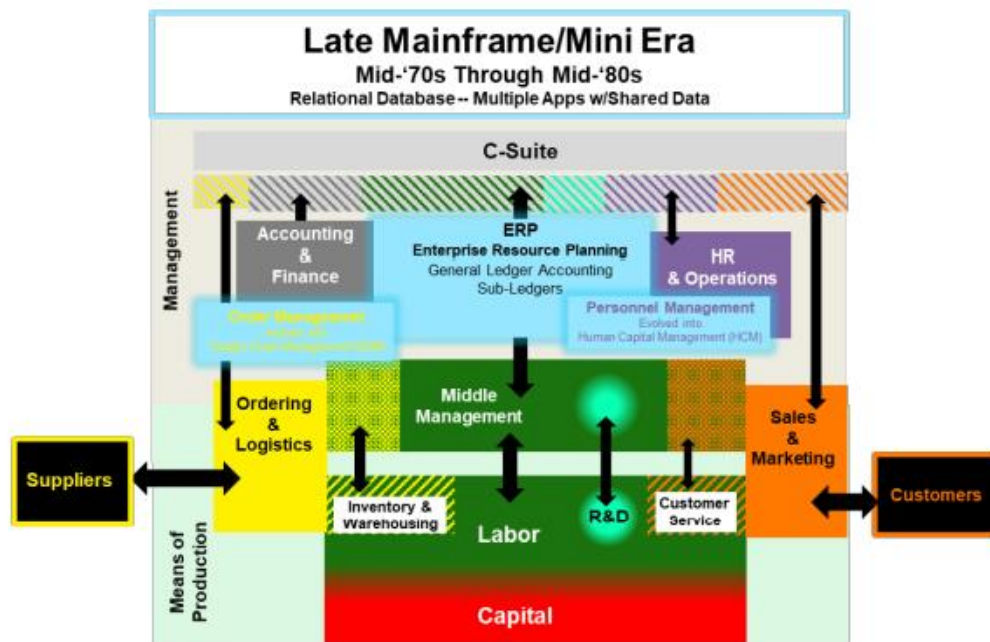 Late Mainframe/Mini Era
Mid-‘70s Through Mid-‘80s
Relational Database -- Multiple Apps w/Shared Data
C-Suite
Management
Accounting
&
Finance
ERP
Enterprise Resource Planning
General Ledger Accounting
Sub-Ledgers
HR
& Operations
Order Management
Personnel Management
Evolved into
Human Capital Management (HCM)
Ordering
&
Logistics
Middle
Management
Sales
&
Marketing
Suppliers
Customers
Inventory &
Warehousing
R&D
Customer
Service
Labor
Means of
Production
Capital